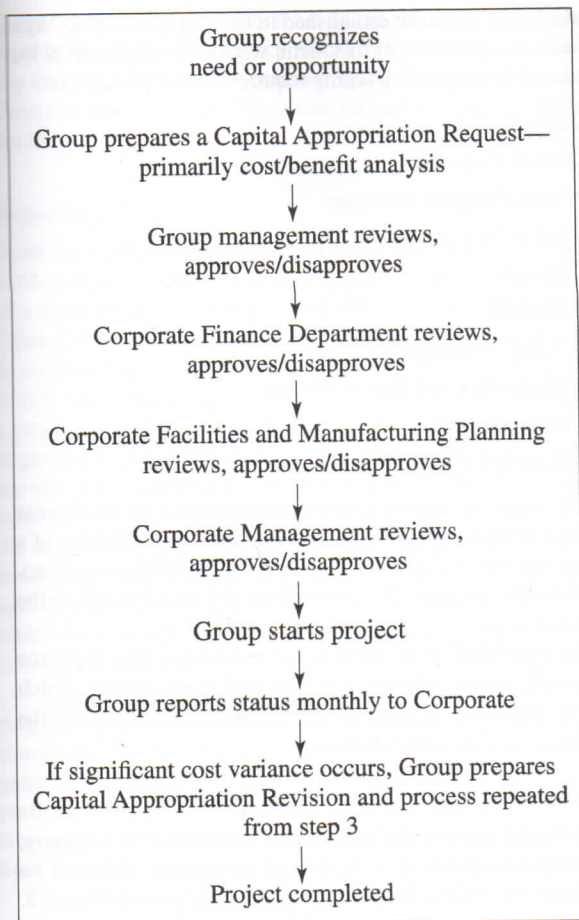 Group recognizes
need or opportunity
Group prepares a Capital Appropriation Request—
primarily cost/benefit analysis
Group management reviews,
approves/disapproves
Corporate Finance Department reviews,
approves/disapproves
Corporate Facilities and Manufacturing Planning
reviews, approves/disapproves
Corporate Management reviews,
approves/disapproves
Group starts project
Group reports status monthly to Corporate
If significant cost variance occurs, Group prepares
Capital Appropriation Revision and process repeated
from step 3
Project completed